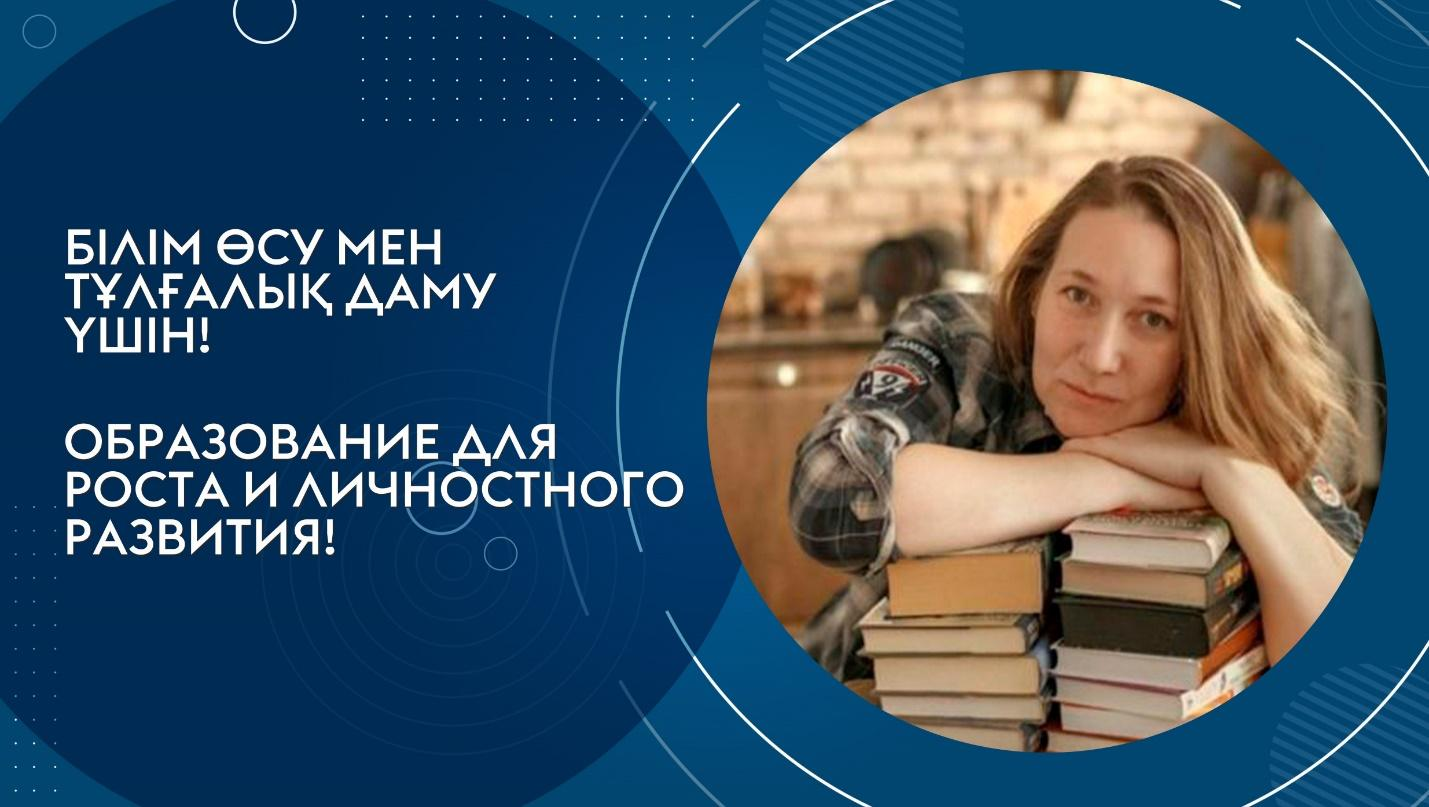 БІЛІМ ӨСУ МЕН
ТҰЛҒАЛЫҚ ДАМУ
ҮШІН!
ОБРАЗОВАНИЕ ДЛЯ
РОСТА И ЛИЧНОСТНОГО
РАЗВИТИЯ!